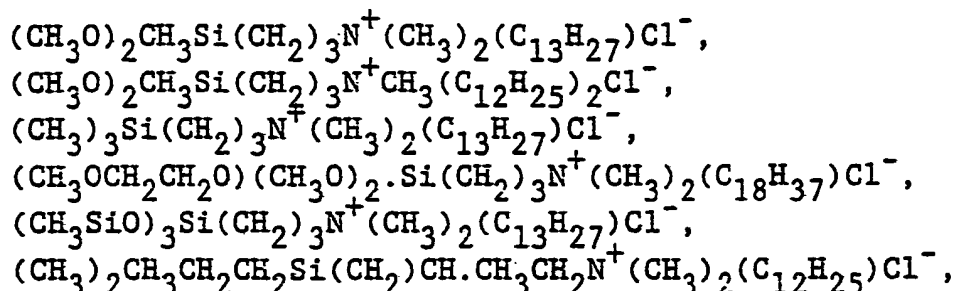 (CH₃O)₂CH₃Si(CH₂)₃N⁺(CH₃)₂(C₁₃H₂₇)Cl⁻,
(CH₃O)₂CH₃Si(CH₂)₃N⁺CH₃(C₁₂H₂₅)₂Cl⁻,
(CH₃)₃Si(CH₂)₃N⁺(CH₃)₂(C₁₃H₂₇)Cl⁻,
(CH₃OCH₂CH₂O)(CH₃O)₂.Si(CH₂)₃N⁺(CH₃)₂(C₁₈H₃₇)Cl⁻,
(CH₃SiO)₃Si(CH₂)₃N⁺(CH₃)₂(C₁₃H₂₇)Cl⁻,
(CH₃)₂CH₃CH₂CH₂Si(CH₂)CH.CH₃CH₂N⁺(CH₃)₂(C₁₂H₂₅)Cl⁻,